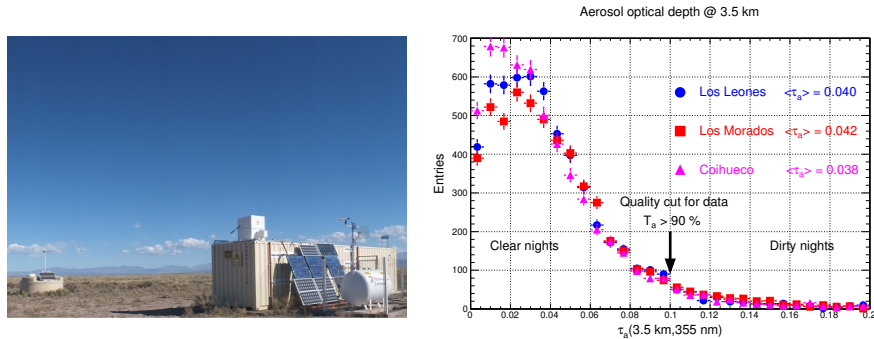 Aerosol optical depth @ 3.5 km
Entries
700
600
500
400
300
200
100
0
Los Leones <τa> = 0.040
Los Morados <τa> = 0.042
Coihueco <τa> = 0.038
Quality cut for data
Ta > 90 %
Clear nights
Dirty nights
0 0.02 0.04 0.06 0.08 0.1 0.12 0.14 0.16 0.18 0.2
τa(3.5 km,355 nm)